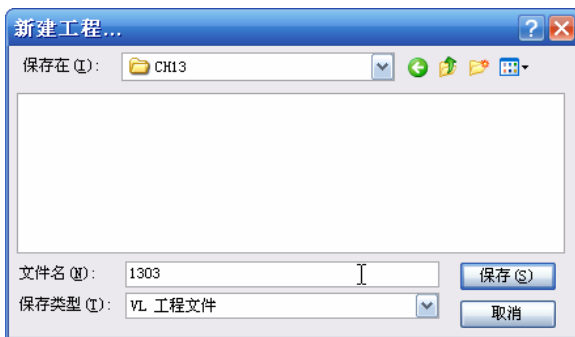 新建工程...
保存在(I): CH13
文件名(N): 1303 保存(S)
保存类型(T): VL 工程文件 取消